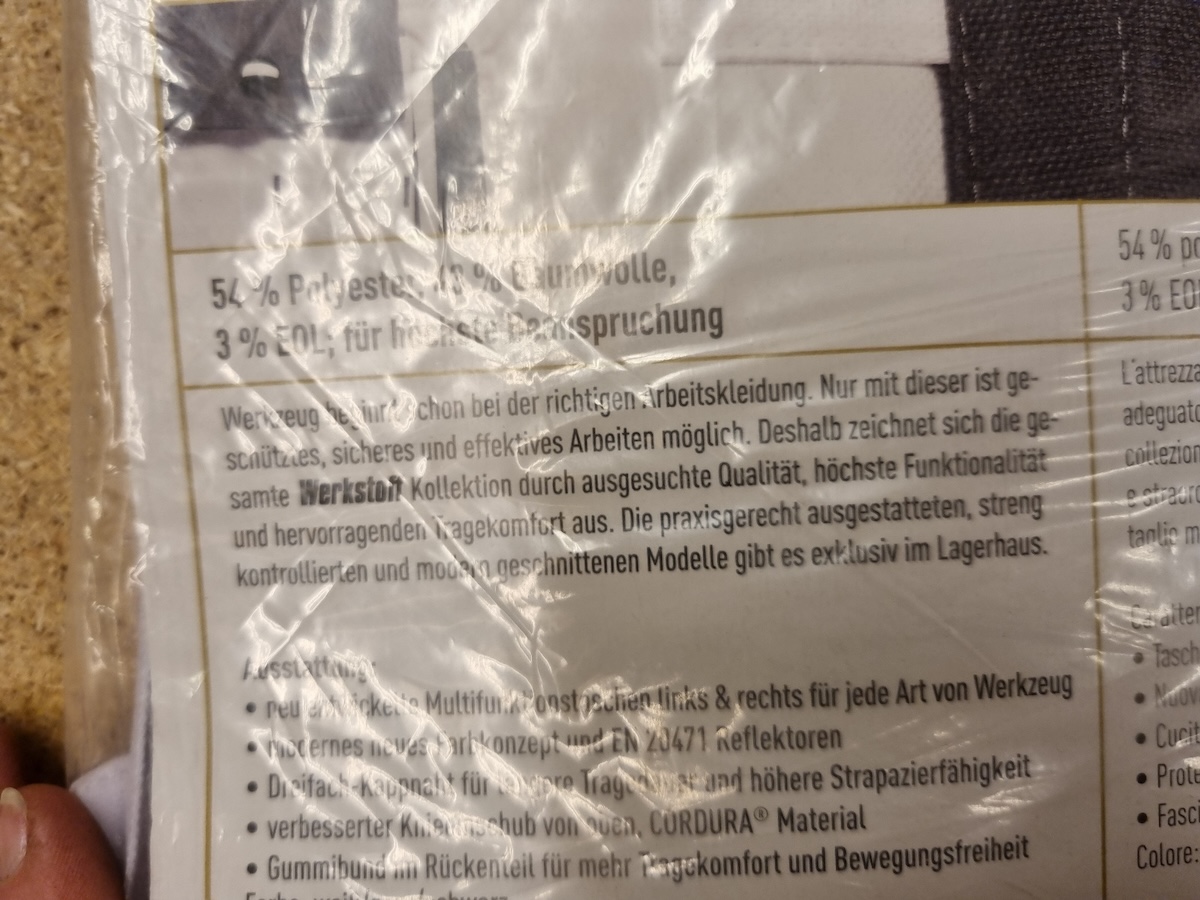 54 % Polyester, 43 % Baumwolle,
3 % EOL; für höchste Beanspruchung
Werkzeug beginnt schon bei der richtigen Arbeitskleidung. Nur mit dieser ist ge-
schütztes, sicheres und effektives Arbeiten möglich. Deshalb zeichnet sich die ge-
samte Werkstoff Kollektion durch ausgesuchte Qualität, höchste Funktionalität
und hervorragenden Tragekomfort aus. Die praxisgerecht ausgestatteten, streng
kontrollierten und modern geschnittenen Modelle gibt es exklusiv im Lagerhaus.
Ausstattung:
• neu entwickelte Multifunktionstaschen links & rechts für jede Art von Werkzeug
• modernes neues Farbkonzept und EN 20471 Reflektoren
• Dreifach-Kappnaht für längere Tragedauer und höhere Strapazierfähigkeit
• verbesserter Knieeinschub von oben, CORDURA® Material
• Gummibund im Rückenteil für mehr Tragekomfort und Bewegungsfreiheit
54 % po
3 % EOL
L'attrezza
adeguato
collezion
e straord
taglio m
Caratter
• Tasch
• Nuov
• Cucit
• Prote
• Fasci
Colore: